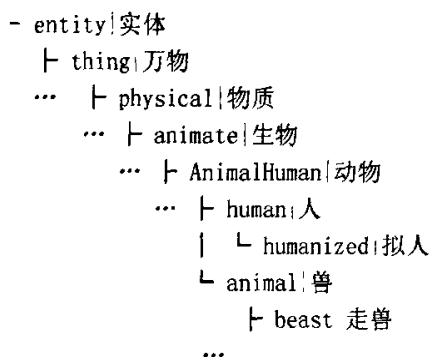 - entity|实体
├ thing|万物
… ├ physical|物质
… ├ animate|生物
… ├ AnimalHuman|动物
… ├ human|人
│ └ humanized|拟人
└ animal|兽
├ beast 走兽
…